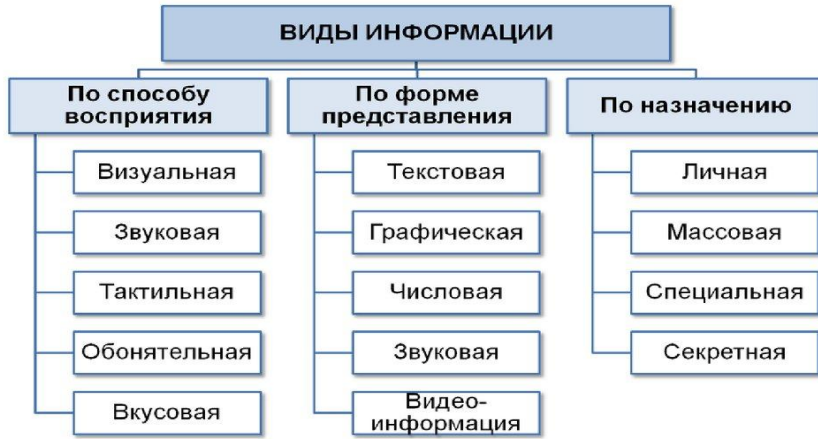 ВИДЫ ИНФОРМАЦИИ
По способу
восприятия
Визуальная
Звуковая
Тактильная
Обонятельная
Вкусовая
По форме
представления
Текстовая
Графическая
Числовая
Звуковая
Видео-
информация
По назначению
Личная
Массовая
Специальная
Секретная